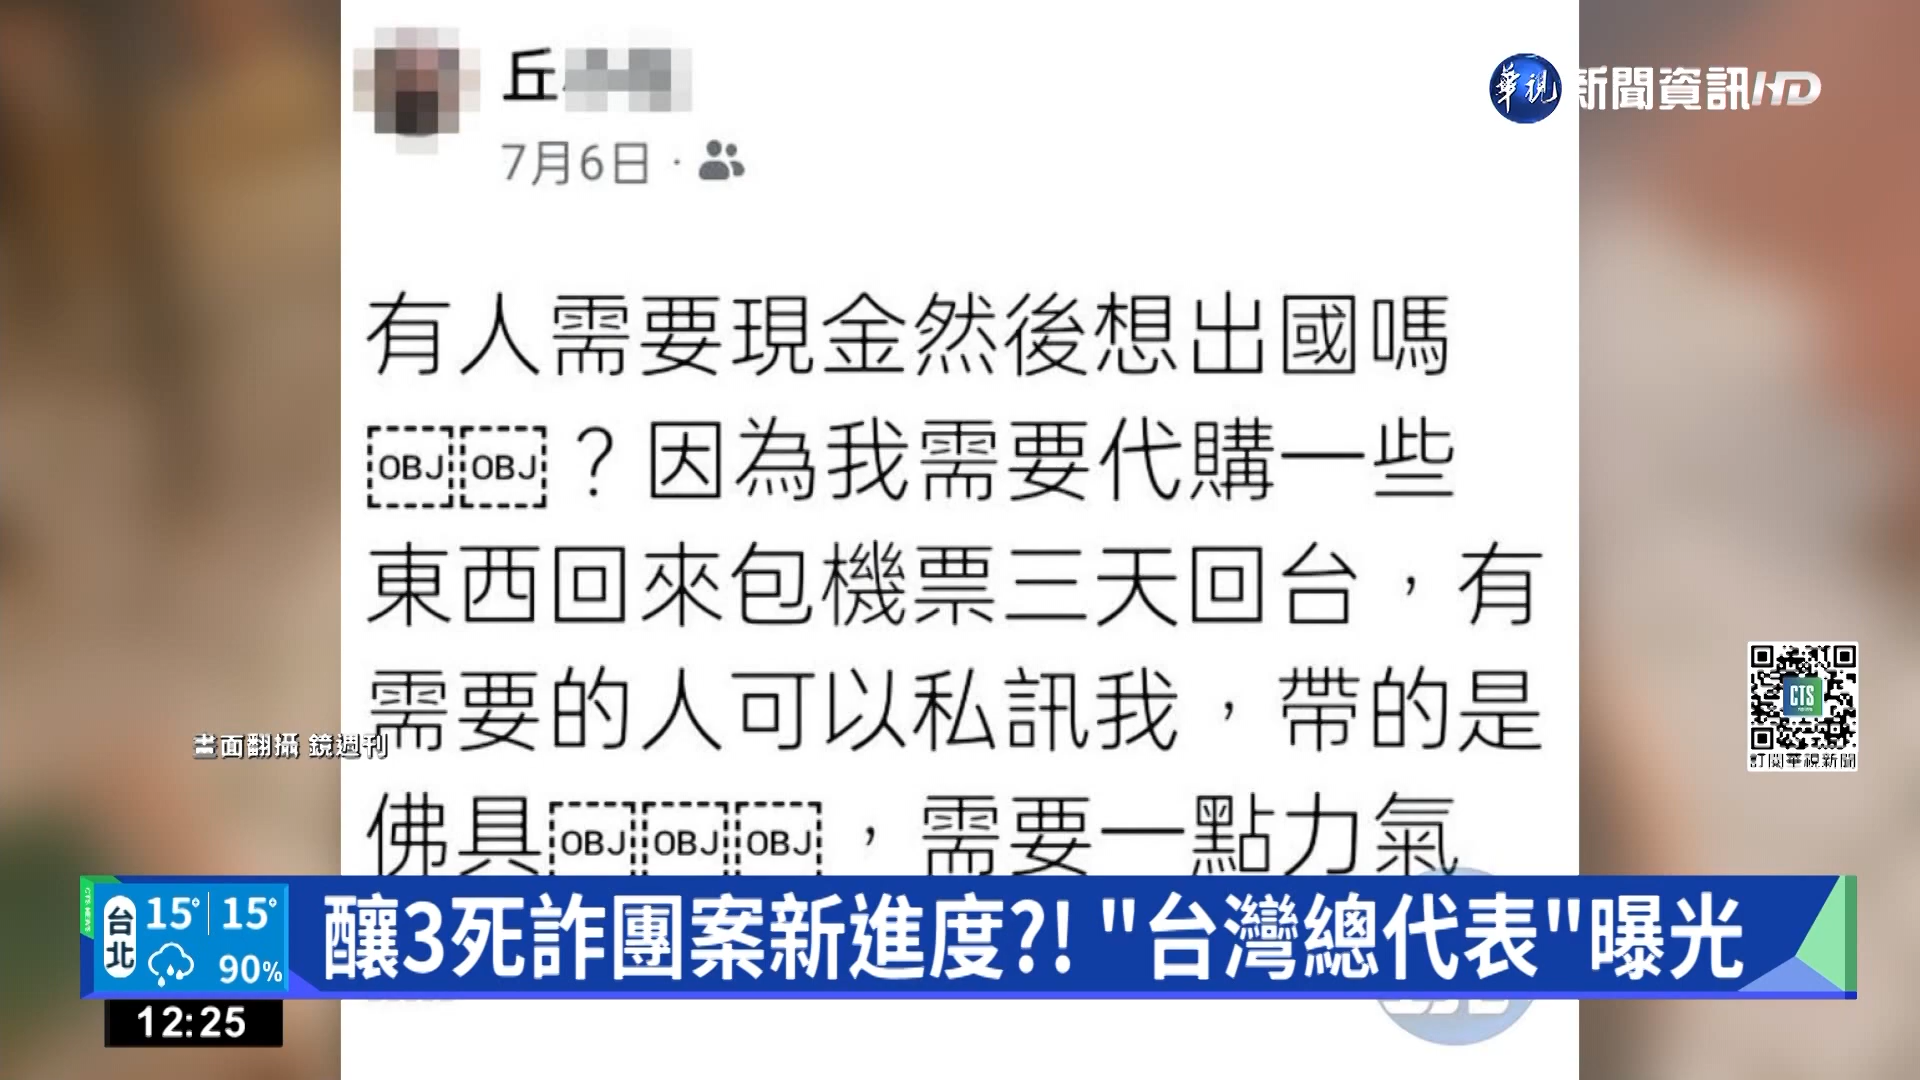 丘
7月6日 ·
華視 新聞資訊HD
有人需要現金然後想出國嗎
OBJ OBJ ？因為我需要代購一些
東西回來包機票三天回台，有
需要的人可以私訊我，帶的是
佛具 OBJ OBJ OBJ ，需要一點力氣
畫面翻攝 鏡週刊
CTS
訂閱華視新聞
CTS NEWS
台北
15° 15°
90%
釀3死詐團案新進度?! "台灣總代表"曝光
12:25